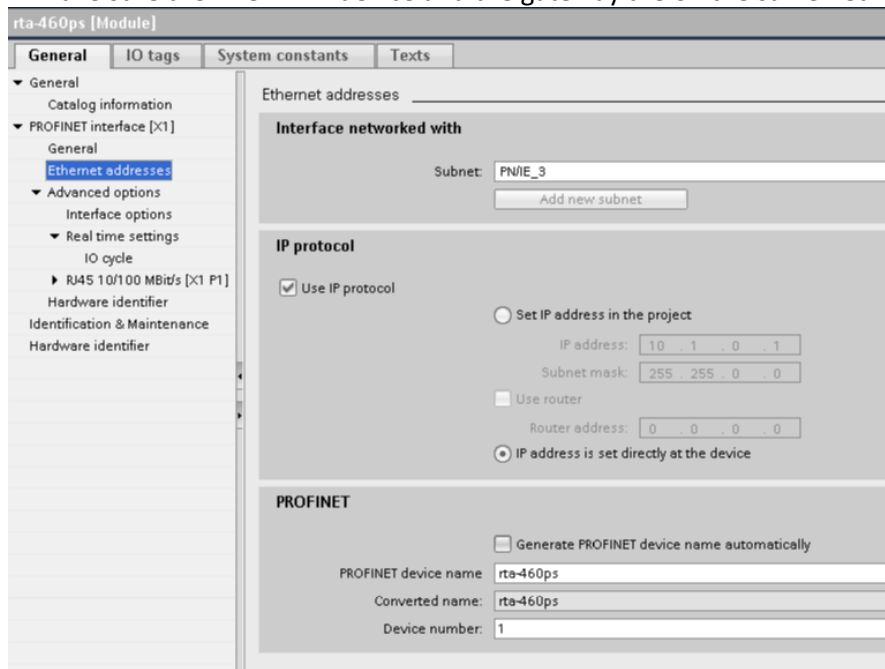 rta-460ps [Module]
General IO tags System constants Texts
General
Catalog information
PROFINET interface [X1]
General
Ethernet addresses
Advanced options
Interface options
Real time settings
IO cycle
RJ45 10/100 MBit/s [X1 P1]
Hardware identifier
Identification & Maintenance
Hardware identifier
Ethernet addresses
Interface networked with
Subnet: PN/IE_3
Add new subnet
IP protocol
Use IP protocol
Set IP address in the project
IP address: 10 . 1 . 0 . 1
Subnet mask: 255 . 255 . 0 . 0
Use router
Router address: 0 . 0 . 0 . 0
IP address is set directly at the device
PROFINET
Generate PROFINET device name automatically
PROFINET device name rta-460ps
Converted name: rta-460ps
Device number: 1